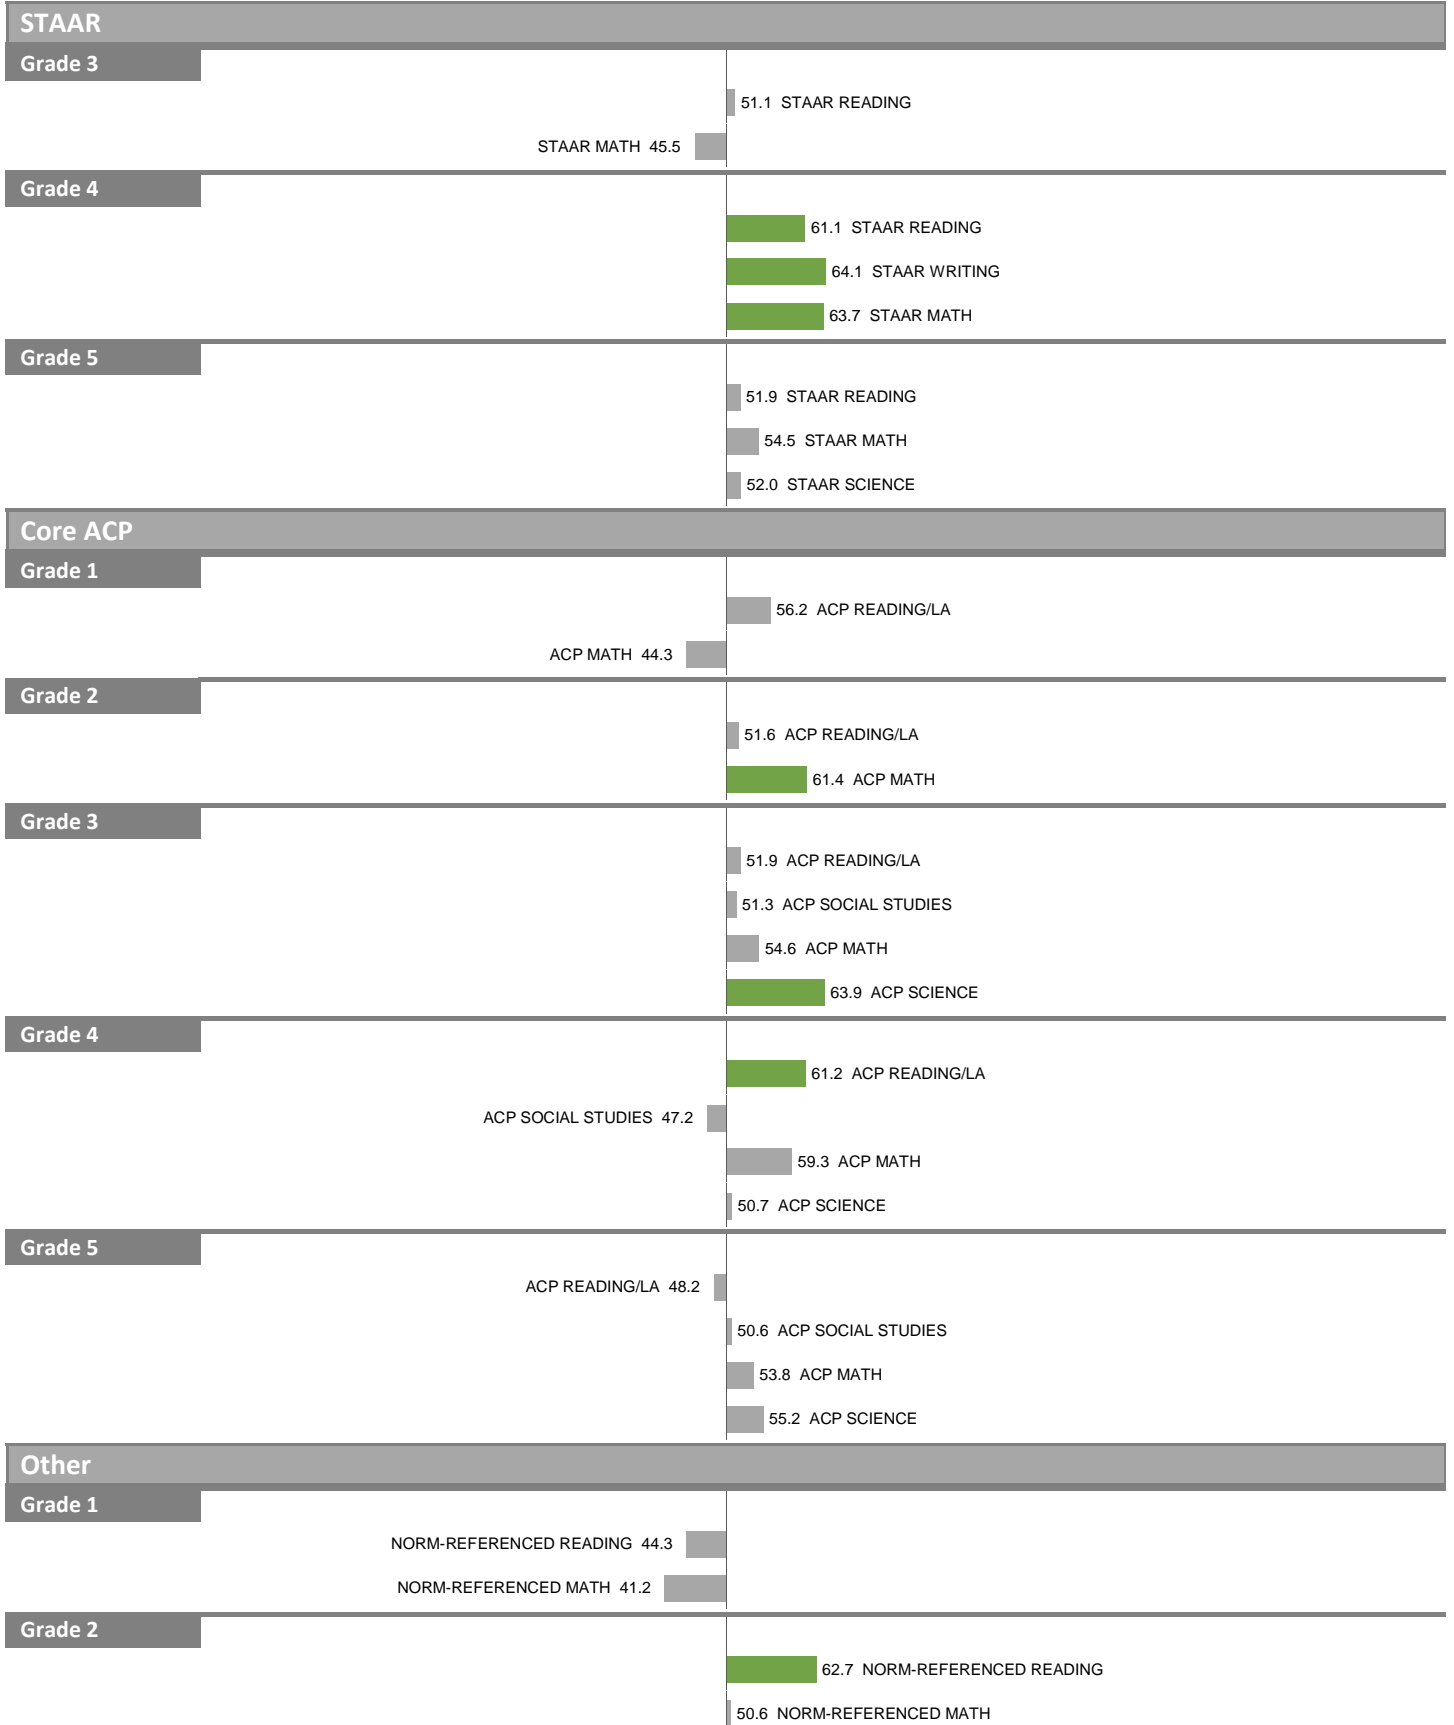 STAAR
Grade 3
51.1 STAAR READING
STAAR MATH 45.5
Grade 4
61.1 STAAR READING
64.1 STAAR WRITING
63.7 STAAR MATH
Grade 5
51.9 STAAR READING
54.5 STAAR MATH
52.0 STAAR SCIENCE
Core ACP
Grade 1
56.2 ACP READING/LA
ACP MATH 44.3
Grade 2
51.6 ACP READING/LA
61.4 ACP MATH
Grade 3
51.9 ACP READING/LA
51.3 ACP SOCIAL STUDIES
54.6 ACP MATH
63.9 ACP SCIENCE
Grade 4
61.2 ACP READING/LA
ACP SOCIAL STUDIES 47.2
59.3 ACP MATH
50.7 ACP SCIENCE
Grade 5
ACP READING/LA 48.2
50.6 ACP SOCIAL STUDIES
53.8 ACP MATH
55.2 ACP SCIENCE
Other
Grade 1
NORM-REFERENCED READING 44.3
NORM-REFERENCED MATH 41.2
Grade 2
62.7 NORM-REFERENCED READING
50.6 NORM-REFERENCED MATH